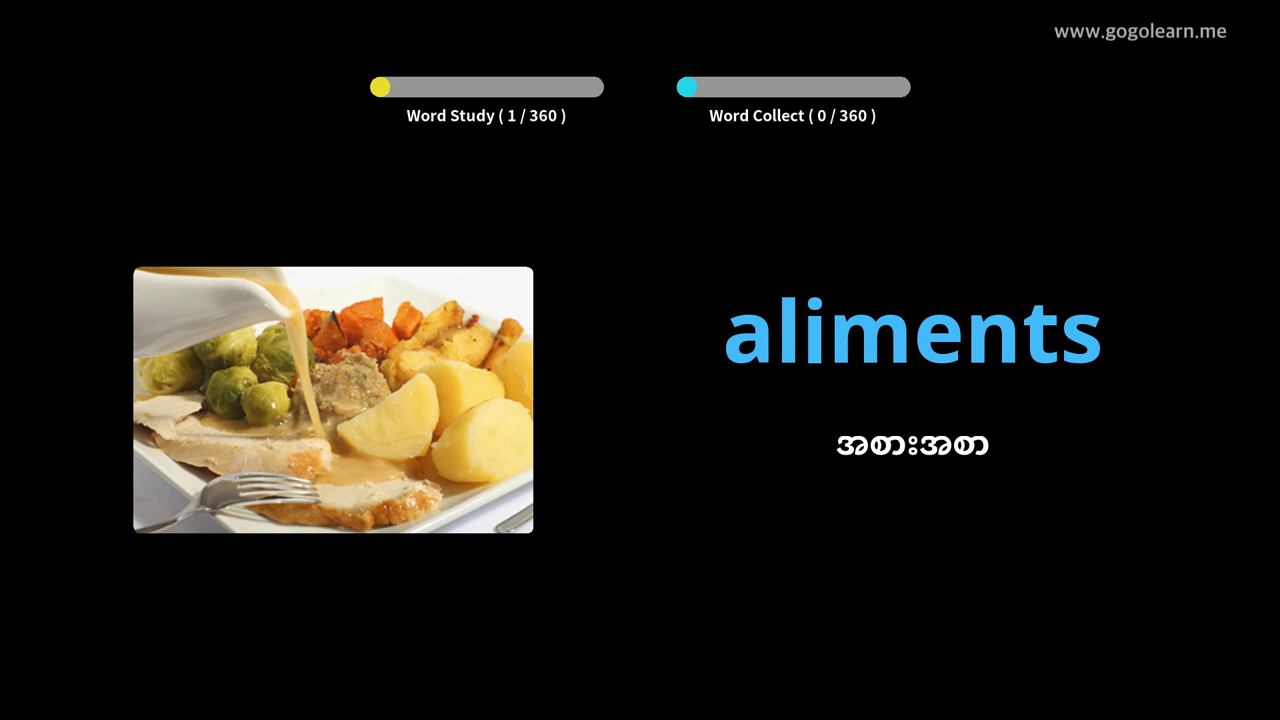 www.gogolearn.me
Word Study ( 1 / 360 )
Word Collect ( 0 / 360 )
aliments
အစားအစာ